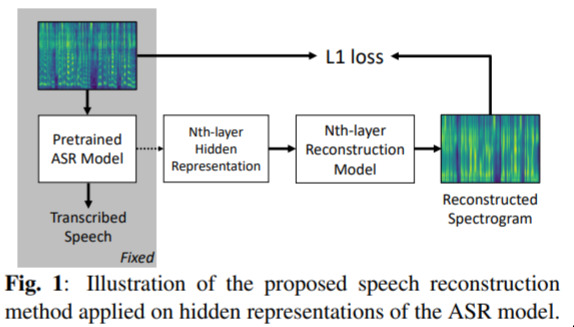 L1 loss
Pretrained
ASR Model
Nth-layer
Hidden
Representation
Nth-layer
Reconstruction
Model
Transcribed
Speech
Fixed
Reconstructed
Spectrogram
Fig. 1: Illustration of the proposed speech reconstruction
method applied on hidden representations of the ASR model.